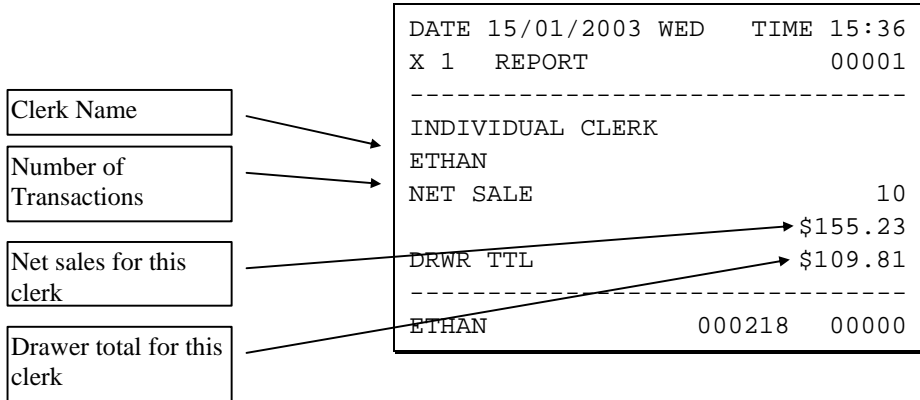 Clerk Name
Number of
Transactions
Net sales for this
clerk
Drawer total for this
clerk
DATE 15/01/2003 WED TIME 15:36
X 1 REPORT 00001
--------------------------------
INDIVIDUAL CLERK
ETHAN
NET SALE 10
$155.23
DRWR TTL $109.81
--------------------------------
ETHAN 000218 00000